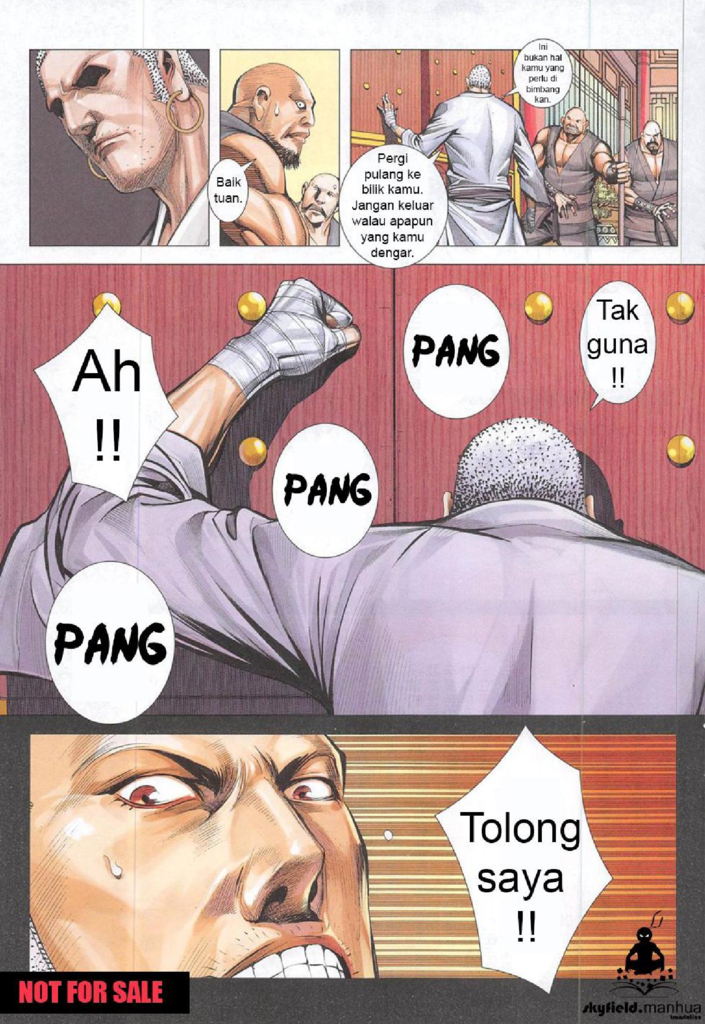 Ini
bukan hal
kamu yang
perlu di
bimbang
kan.
Pergi
pulang ke
bilik kamu.
Jangan keluar
walau apapun
yang kamu
dengar.
Baik
tuan.
Tak
guna
!!
PANG
Ah
!!
PANG
PANG
Tolong
saya
!!
NOT FOR SALE
skyfield.manhua